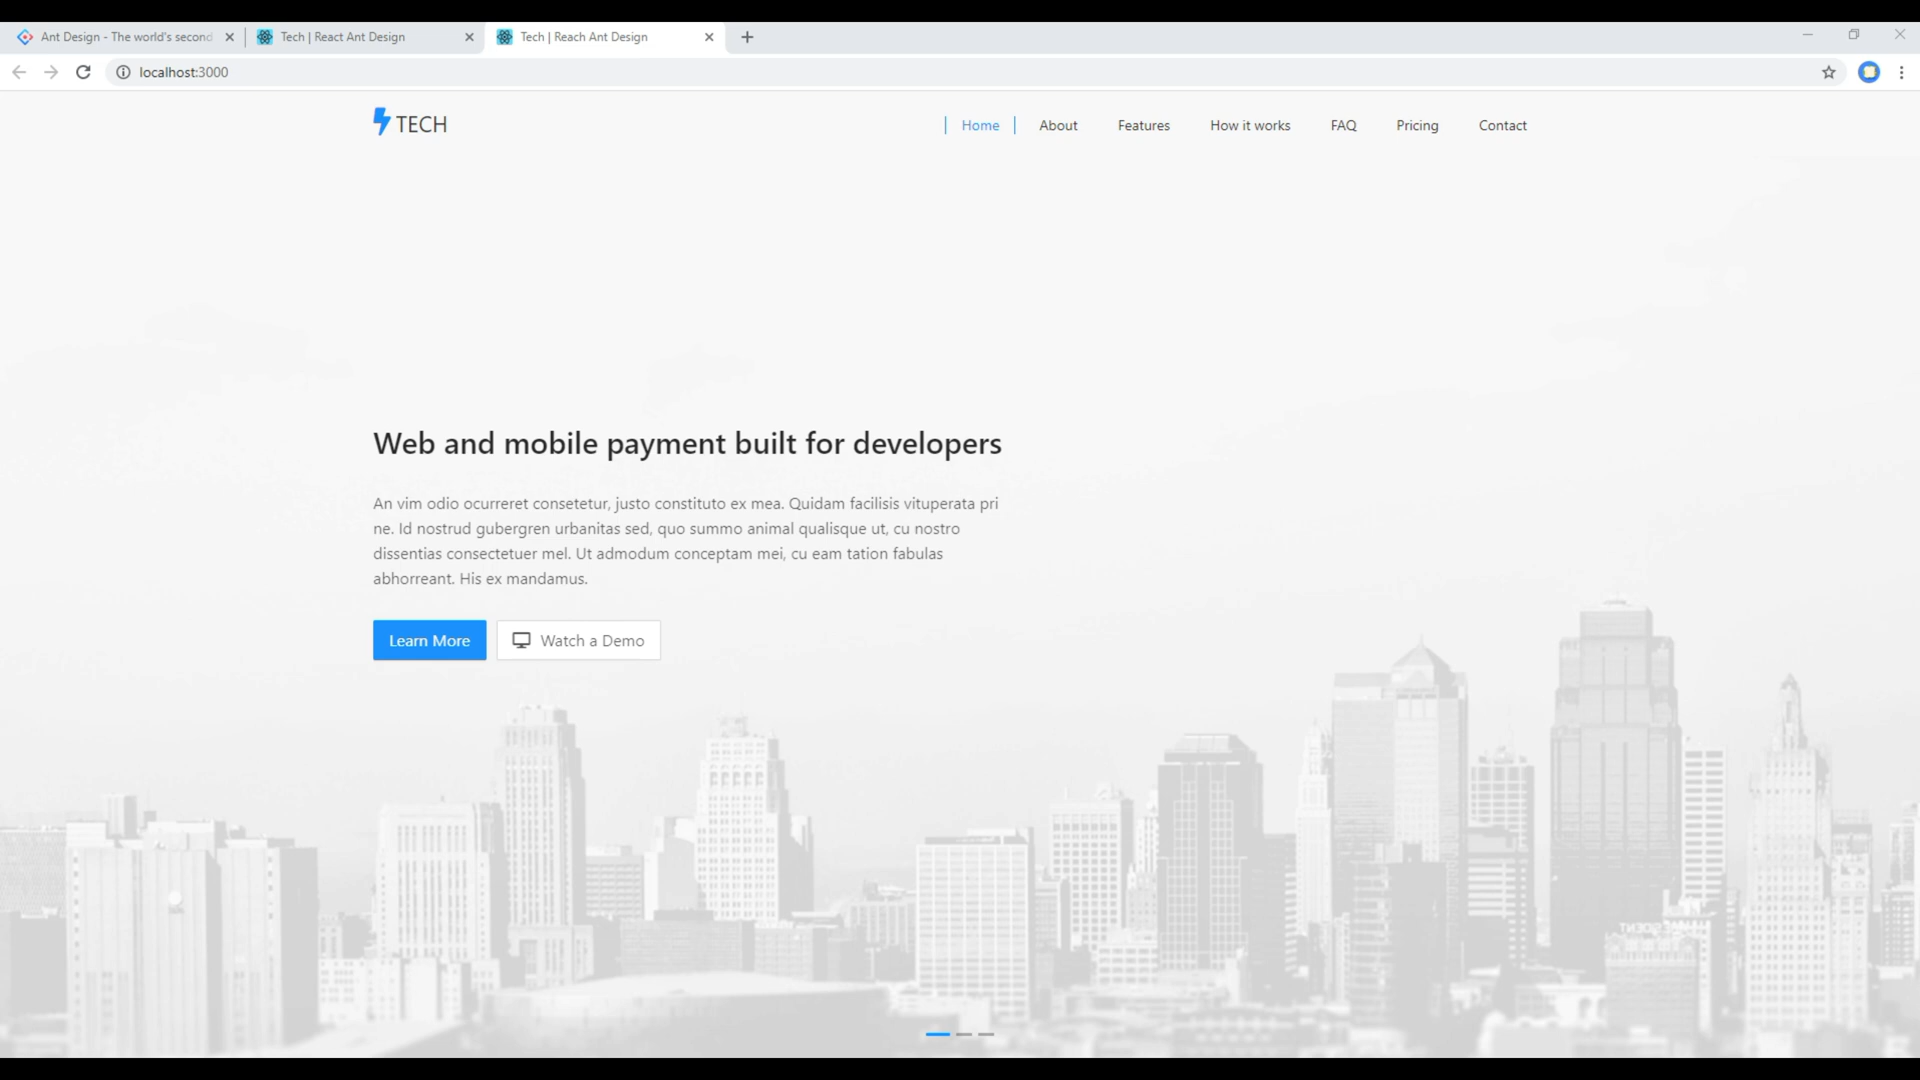 Ant Design - The world's second
Tech | React Ant Design
Tech | Reach Ant Design
localhost:3000
TECH
Home
About
Features
How it works
FAQ
Pricing
Contact
Web and mobile payment built for developers
An vim odio ocurreret consetetur, justo constituto ex mea. Quidam facilisis vituperata pri
ne. Id nostrud gubergren urbanitas sed, quo summo animal qualisque ut, cu nostro
dissentias consectetuer mel. Ut admodum conceptam mei, cu eam tation fabulas
abhorreant. His ex mandamus.
Learn More
Watch a Demo